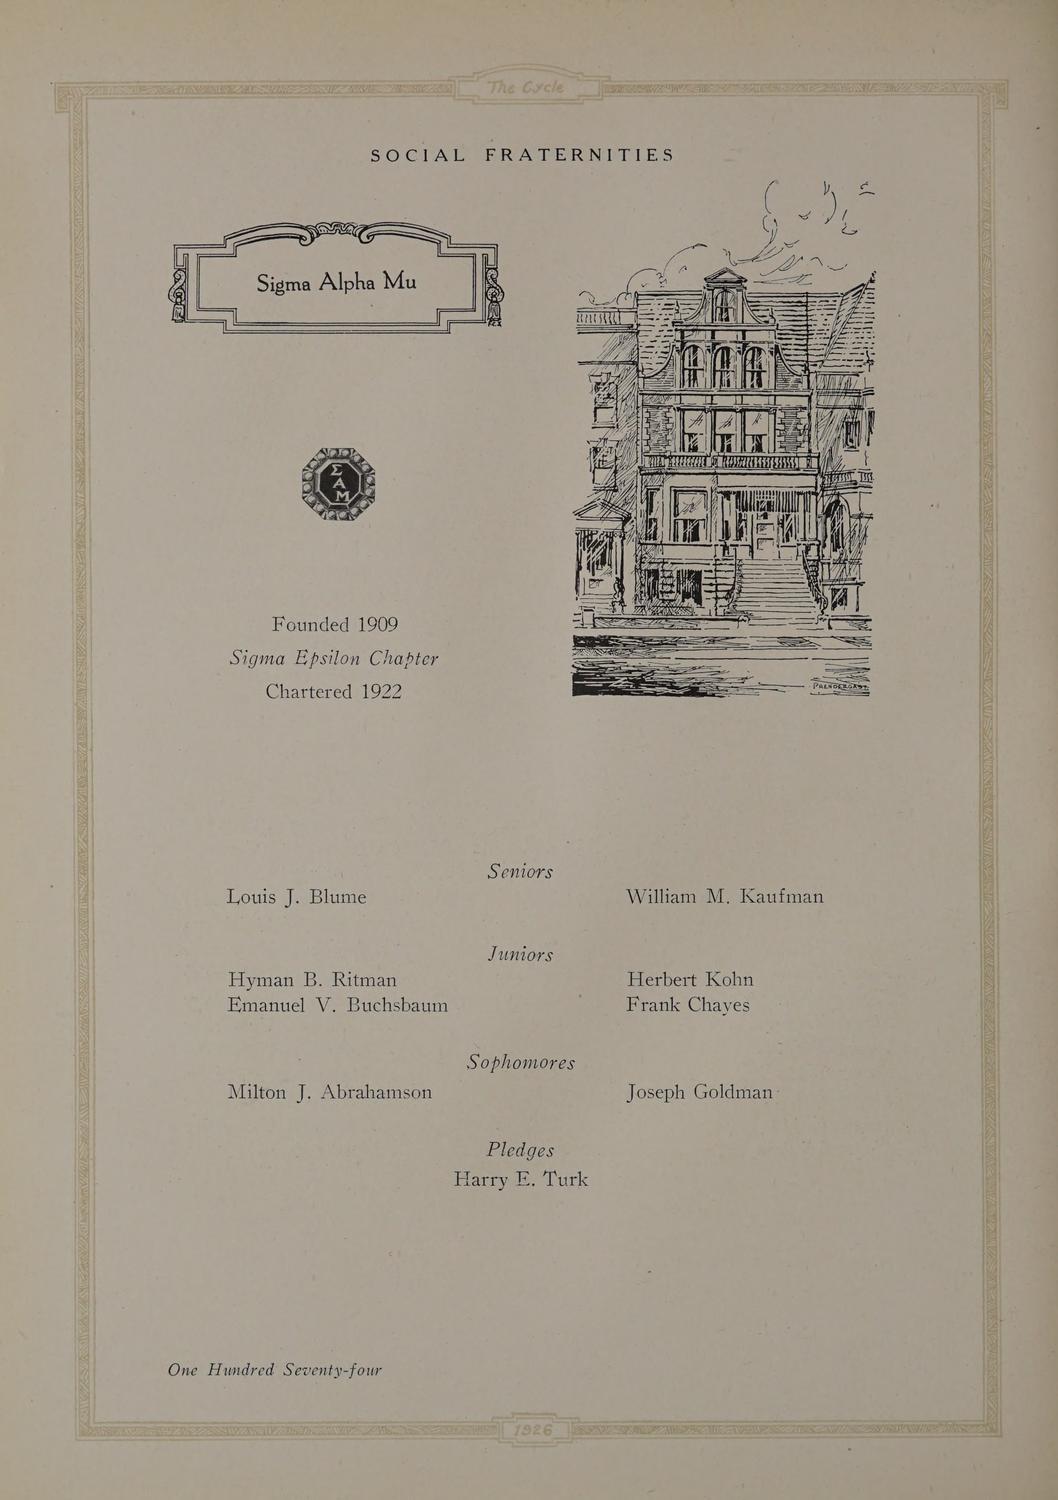 The Cycle
SOCIAL FRATERNITIES
Sigma Alpha Mu
Σ
Α
Μ
Founded 1909
Sigma Epsilon Chapter
Chartered 1922
PRENDERGAST
Seniors
Louis J. Blume
William M. Kaufman
Juniors
Hyman B. Ritman
Herbert Kohn
Emanuel V. Buchsbaum
Frank Chayes
Sophomores
Milton J. Abrahamson
Joseph Goldman
Pledges
Harry E. Turk
One Hundred Seventy-four
1926